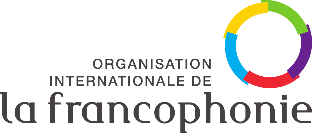 ORGANISATION
INTERNATIONALE DE
la francophonie